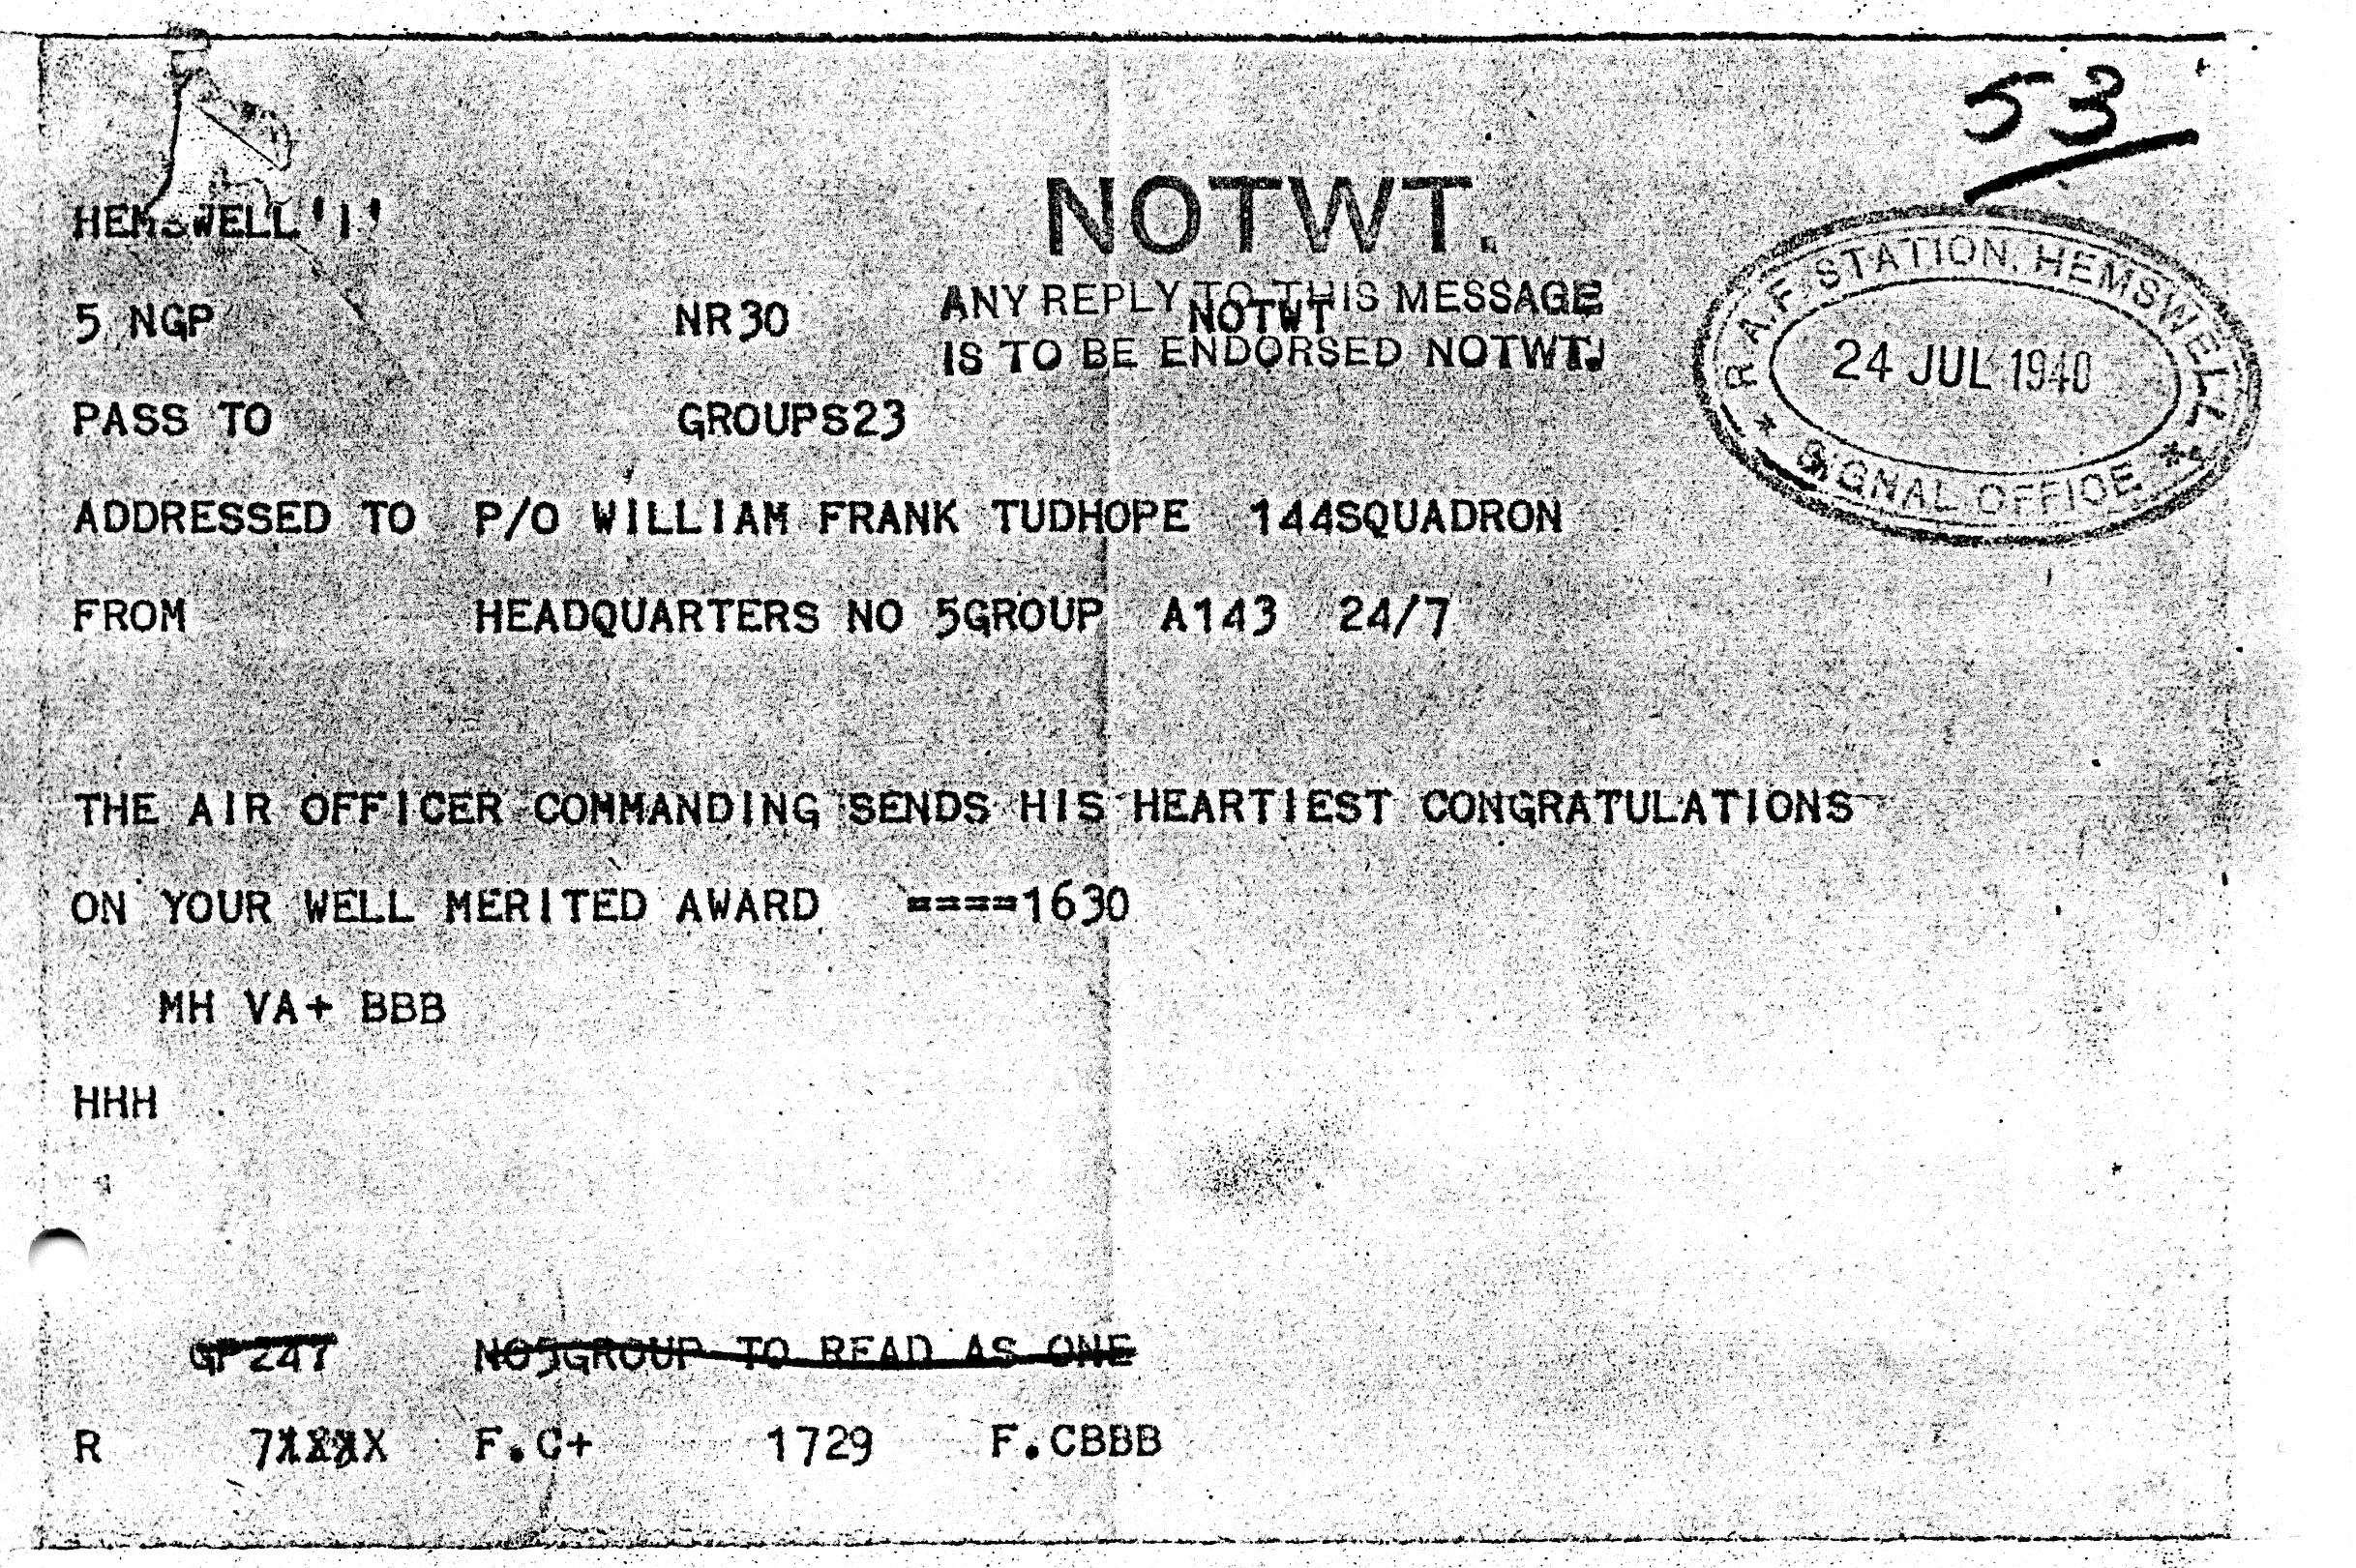 53
NOTWT.
HEMSWELL'1'
R.A.F. STATION, HEMSWELL.
24 JUL 1940
* SIGNAL OFFICE *
ANY REPLY TO THIS MESSAGE
5 NGP NR30 NOTWT
IS TO BE ENDORSED NOTWT.
PASS TO GROUPS23
ADDRESSED TO P/O WILLIAM FRANK TUDHOPE 144SQUADRON
FROM HEADQUARTERS NO 5GROUP A143 24/7
THE AIR OFFICER COMMANDING SENDS HIS HEARTIEST CONGRATULATIONS
ON YOUR WELL MERITED AWARD ====1630
MH VA+ BBB
HHH
GP247 NO5GROUP TO READ AS ONE
R F.C+ 1729 F.CBBB